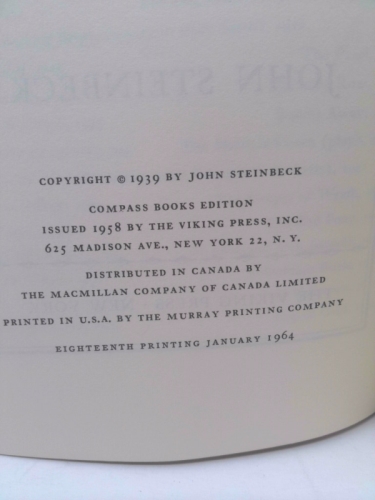 JOHN STEINBECK
COPYRIGHT © 1939 BY JOHN STEINBECK
COMPASS BOOKS EDITION
ISSUED 1958 BY THE VIKING PRESS, INC.
625 MADISON AVE., NEW YORK 22, N. Y.
DISTRIBUTED IN CANADA BY
THE MACMILLAN COMPANY OF CANADA LIMITED
PRINTED IN U.S.A. BY THE MURRAY PRINTING COMPANY
EIGHTEENTH PRINTING JANUARY 1964